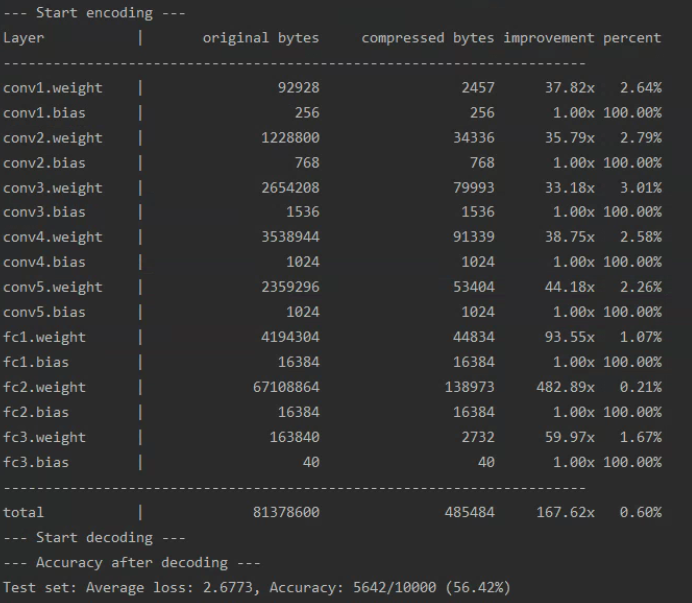 --- Start encoding ---
Layer | original bytes compressed bytes improvement percent
----------------------------------------------------------------------
conv1.weight | 92928 2457 37.82x 2.64%
conv1.bias | 256 256 1.00x 100.00%
conv2.weight | 1228800 34336 35.79x 2.79%
conv2.bias | 768 768 1.00x 100.00%
conv3.weight | 2654208 79993 33.18x 3.01%
conv3.bias | 1536 1536 1.00x 100.00%
conv4.weight | 3538944 91339 38.75x 2.58%
conv4.bias | 1024 1024 1.00x 100.00%
conv5.weight | 2359296 53404 44.18x 2.26%
conv5.bias | 1024 1024 1.00x 100.00%
fc1.weight | 4194304 44834 93.55x 1.07%
fc1.bias | 16384 16384 1.00x 100.00%
fc2.weight | 67108864 138973 482.89x 0.21%
fc2.bias | 16384 16384 1.00x 100.00%
fc3.weight | 163840 2732 59.97x 1.67%
fc3.bias | 40 40 1.00x 100.00%
----------------------------------------------------------------------
total | 81378600 485484 167.62x 0.60%
--- Start decoding ---
--- Accuracy after decoding ---
Test set: Average loss: 2.6773, Accuracy: 5642/10000 (56.42%)